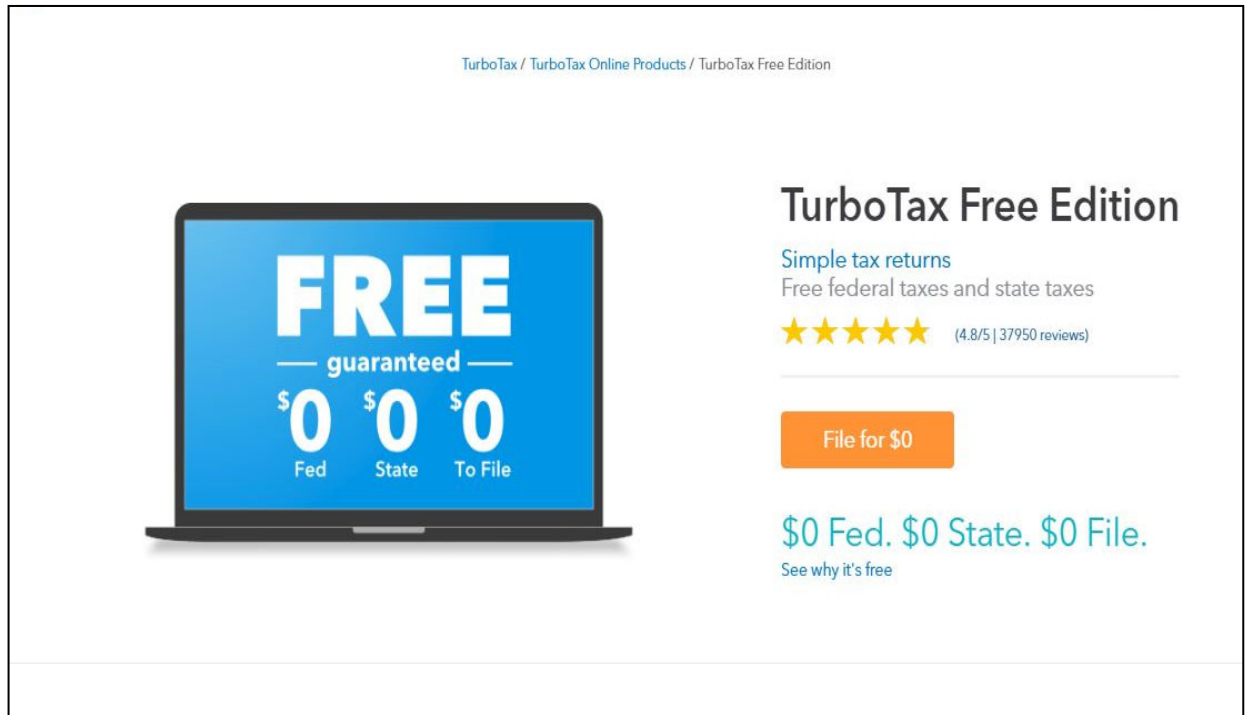 TurboTax / TurboTax Online Products / TurboTax Free Edition
FREE
guaranteed
$0 $0 $0
Fed State To File
TurboTax Free Edition
Simple tax returns
Free federal taxes and state taxes
(4.8/5 | 37950 reviews)
File for $0
$0 Fed. $0 State. $0 File.
See why it's free